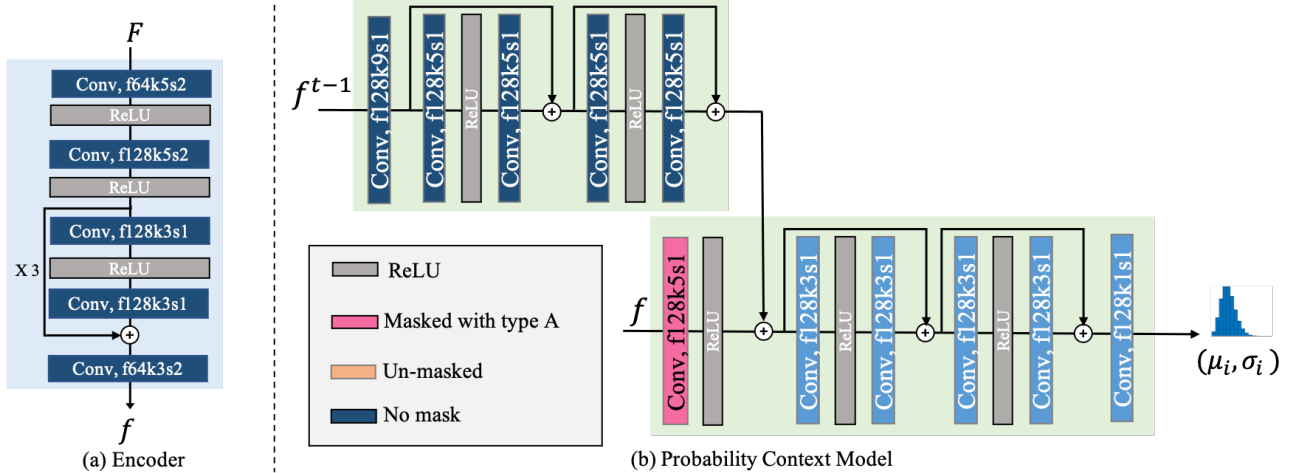 F
Conv, f64k5s2
ReLU
Conv, f128k5s2
ReLU
Conv, f128k3s1
X 3
ReLU
Conv, f128k3s1
+
Conv, f64k3s2
f
(a) Encoder
f^{t-1}
Conv, f128k9s1
Conv, f128k5s1
ReLU
Conv, f128k5s1
+
Conv, f128k5s1
ReLU
Conv, f128k5s1
+
ReLU
Masked with type A
Un-masked
No mask
f
Conv, f128k5s1
ReLU
+
Conv, f128k3s1
ReLU
Conv, f128k3s1
+
Conv, f128k3s1
ReLU
Conv, f128k3s1
+
Conv, f128k1s1
(μ_i, σ_i)
(b) Probability Context Model